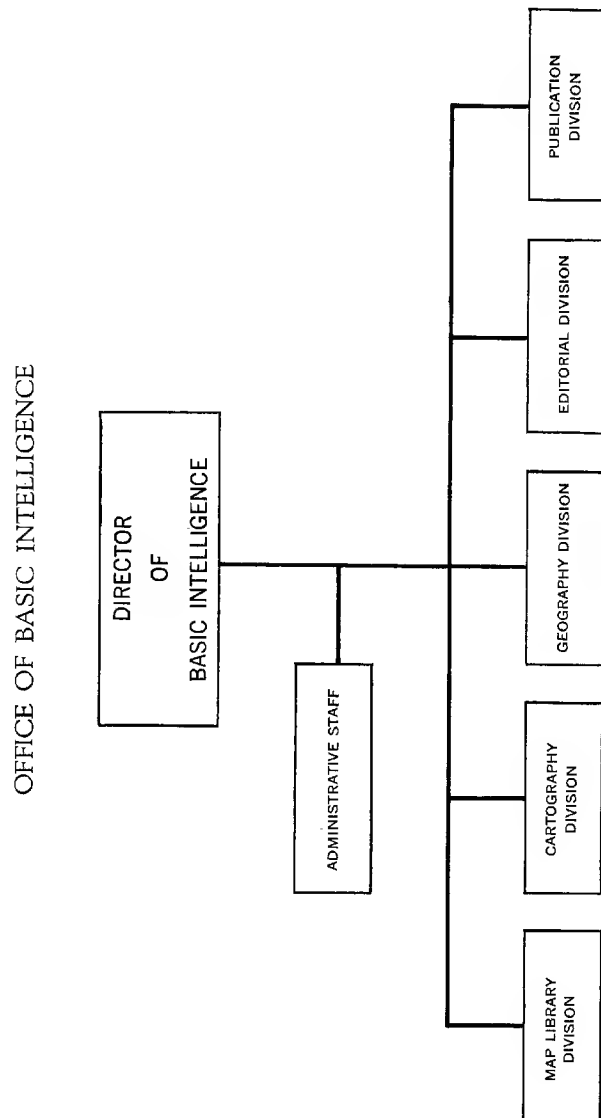 OFFICE OF BASIC INTELLIGENCE
DIRECTOR
OF
BASIC INTELLIGENCE
ADMINISTRATIVE STAFF
MAP LIBRARY
DIVISION
CARTOGRAPHY
DIVISION
GEOGRAPHY DIVISION
EDITORIAL DIVISION
PUBLICATION
DIVISION